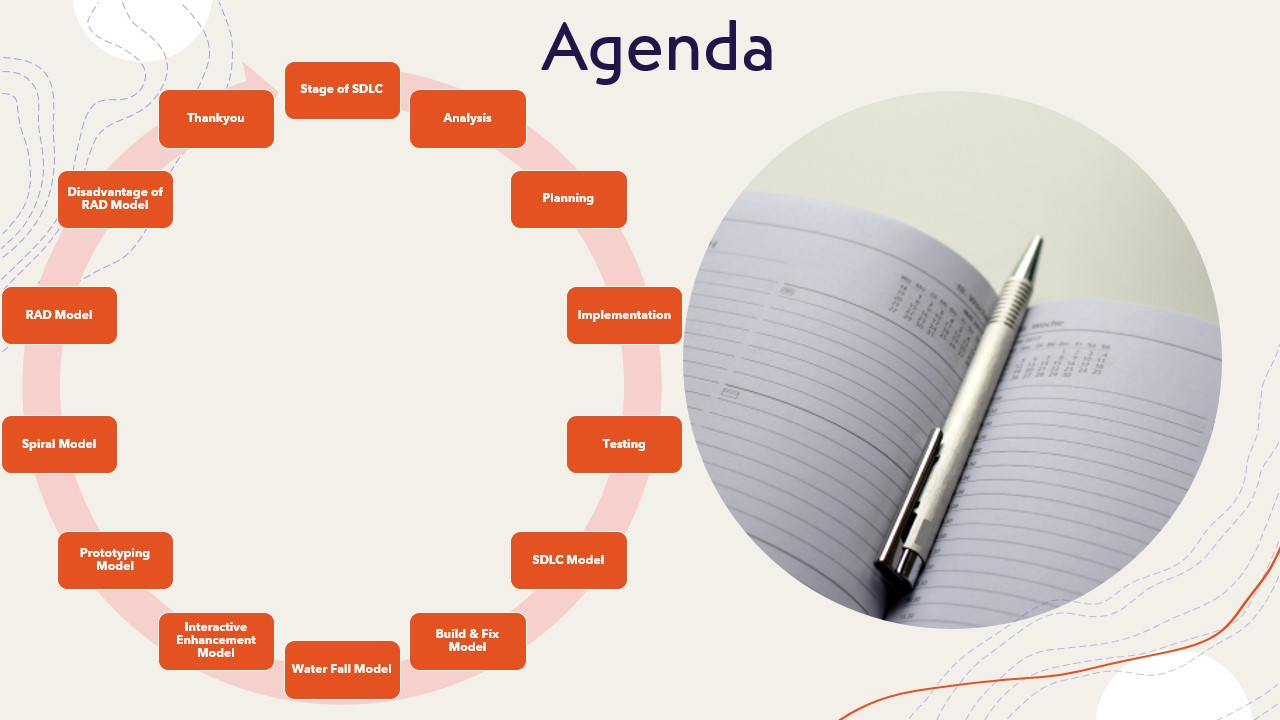 Agenda
Stage of SDLC
Analysis
Planning
Implementation
Testing
SDLC Model
Build & Fix
Model
Water Fall Model
Interactive
Enhancement
Model
Prototyping
Model
Spiral Model
RAD Model
Disadvantage of
RAD Model
Thankyou
Woche